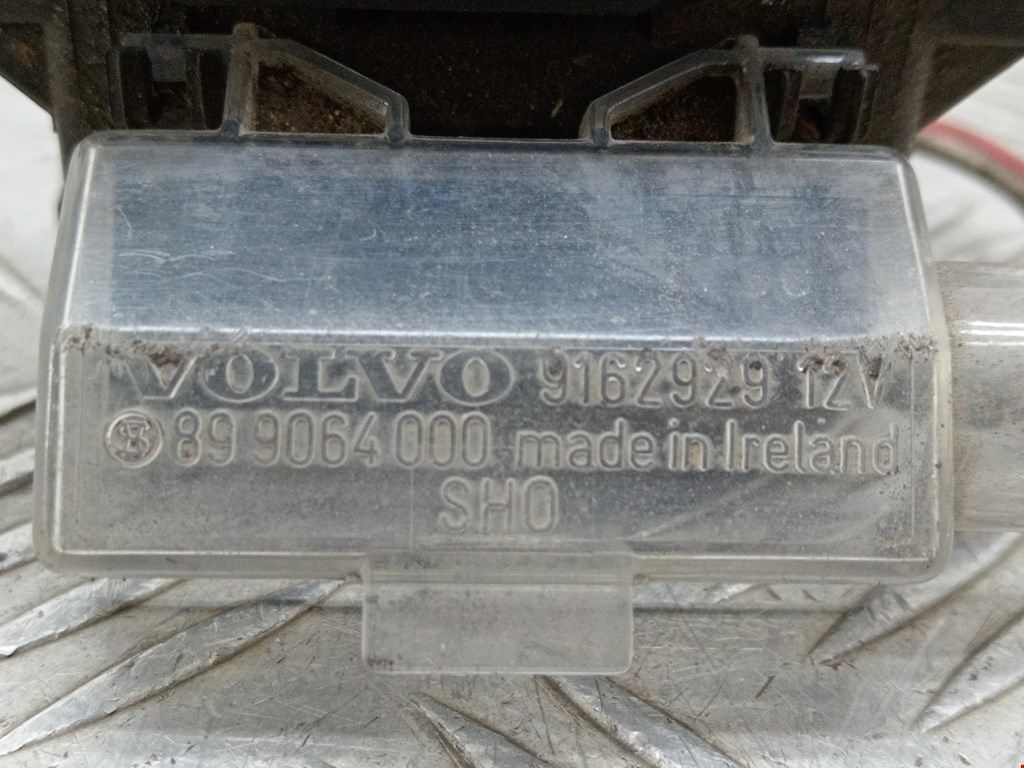 VOLVO 9162929 12V
89 9064 000 made in Ireland
SHO